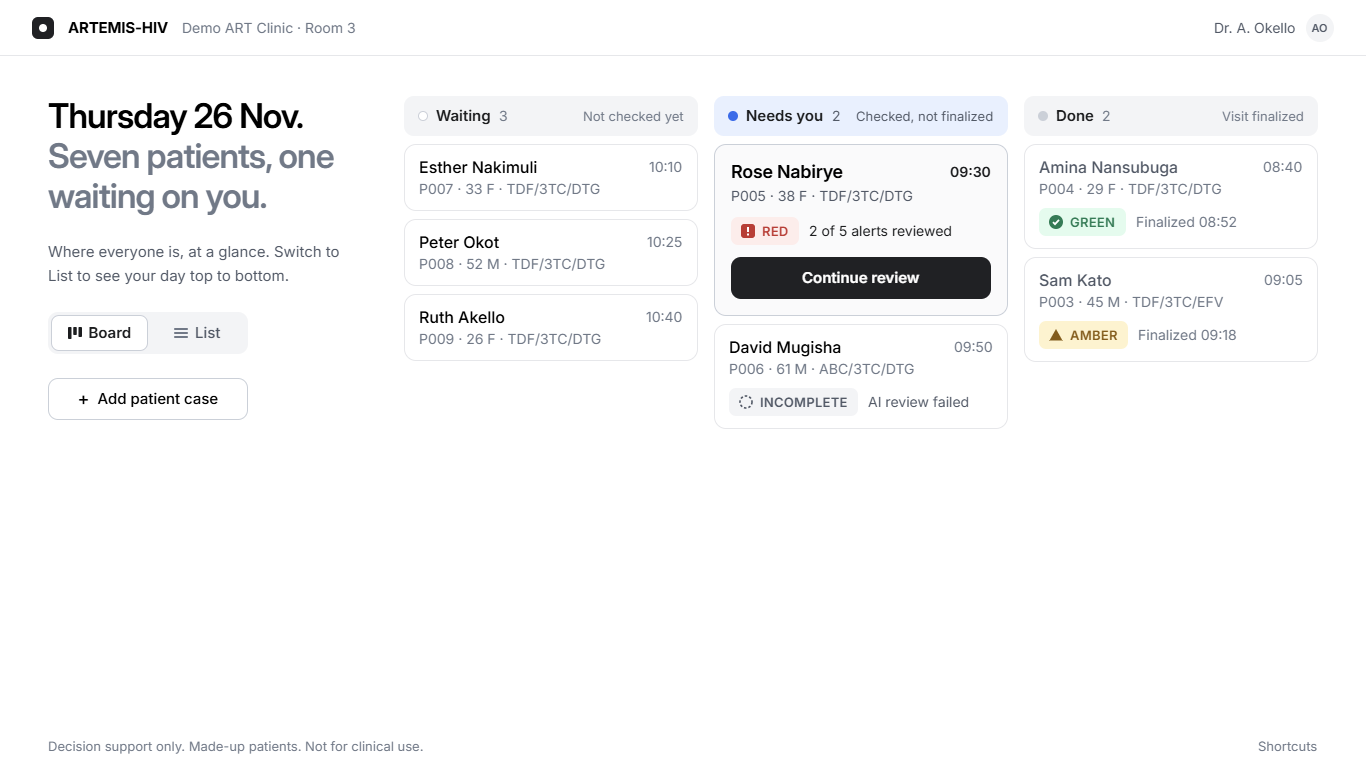 ARTEMIS-HIV Demo ART Clinic · Room 3
Dr. A. Okello AO
Thursday 26 Nov.
Seven patients, one
waiting on you.
Where everyone is, at a glance. Switch to
List to see your day top to bottom.
Board List
+ Add patient case
Waiting 3 Not checked yet
Esther Nakimuli 10:10
P007 · 33 F · TDF/3TC/DTG
Peter Okot 10:25
P008 · 52 M · TDF/3TC/DTG
Ruth Akello 10:40
P009 · 26 F · TDF/3TC/DTG
Needs you 2 Checked, not finalized
Rose Nabirye 09:30
P005 · 38 F · TDF/3TC/DTG
RED 2 of 5 alerts reviewed
Continue review
David Mugisha 09:50
P006 · 61 M · ABC/3TC/DTG
INCOMPLETE AI review failed
Done 2 Visit finalized
Amina Nansubuga 08:40
P004 · 29 F · TDF/3TC/DTG
GREEN Finalized 08:52
Sam Kato 09:05
P003 · 45 M · TDF/3TC/EFV
AMBER Finalized 09:18
Decision support only. Made-up patients. Not for clinical use.
Shortcuts